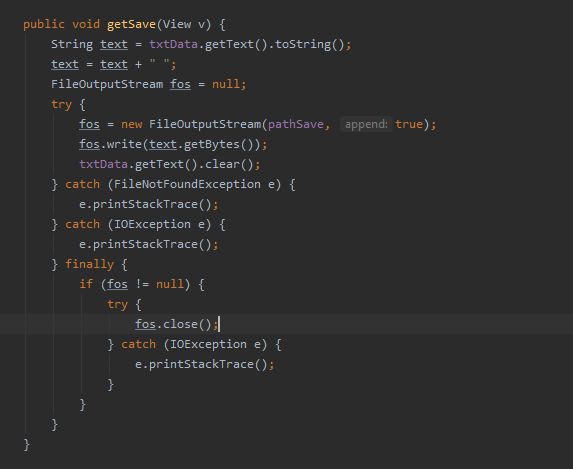 public void getSave(View v) {
    String text = txtData.getText().toString();
    text = text + " ";
    FileOutputStream fos = null;
    try {
        fos = new FileOutputStream(pathSave, append: true);
        fos.write(text.getBytes());
        txtData.getText().clear();
    } catch (FileNotFoundException e) {
        e.printStackTrace();
    } catch (IOException e) {
        e.printStackTrace();
    } finally {
        if (fos != null) {
            try {
                fos.close();
            } catch (IOException e) {
                e.printStackTrace();
            }
        }
    }
}